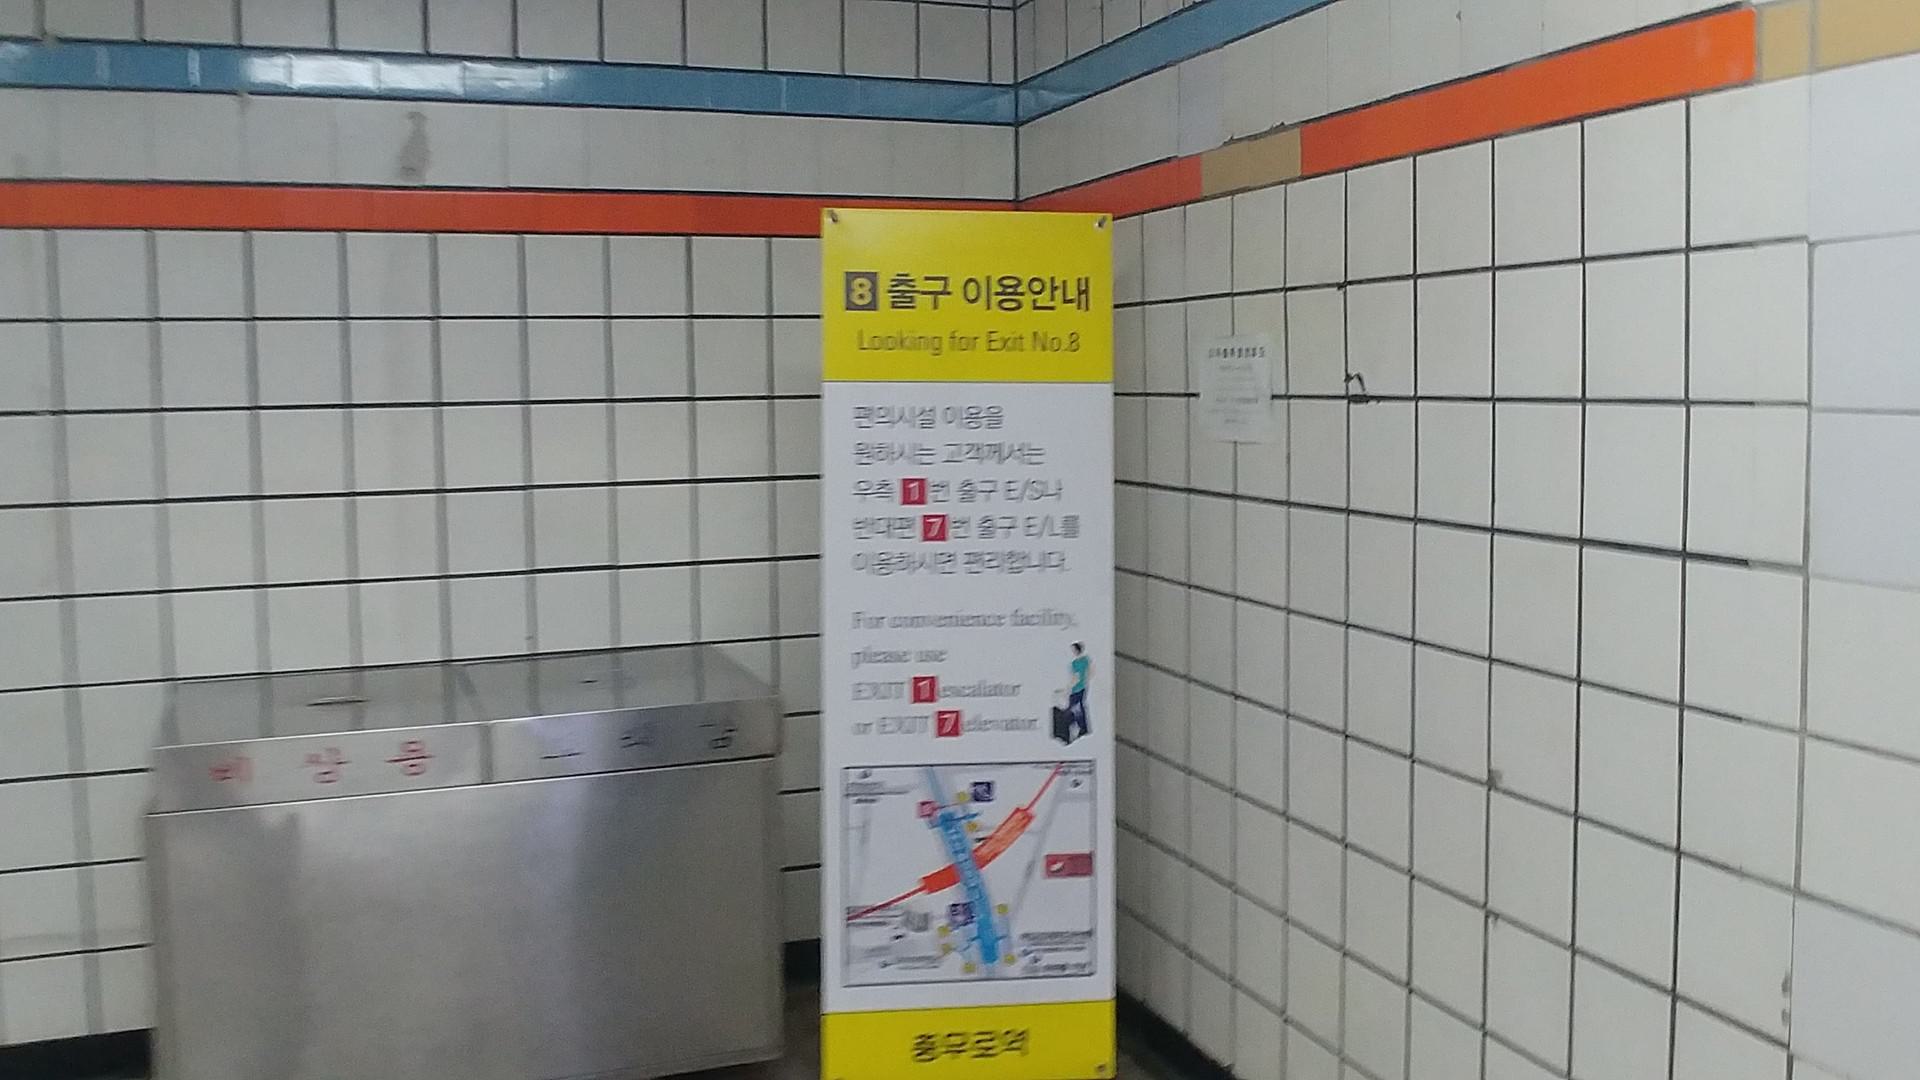 8 출구 이용안내
Looking for Exit No.8
편의시설 이용을
원하시는 고객께서는
우측 1번 출구 E/S나
반대편 7번 출구 E/L를
이용하시면 편리합니다.
For convenience facility,
please use
EXIT 1 escalator
or EXIT 7 elevator.
충무로역
비상용 모래함